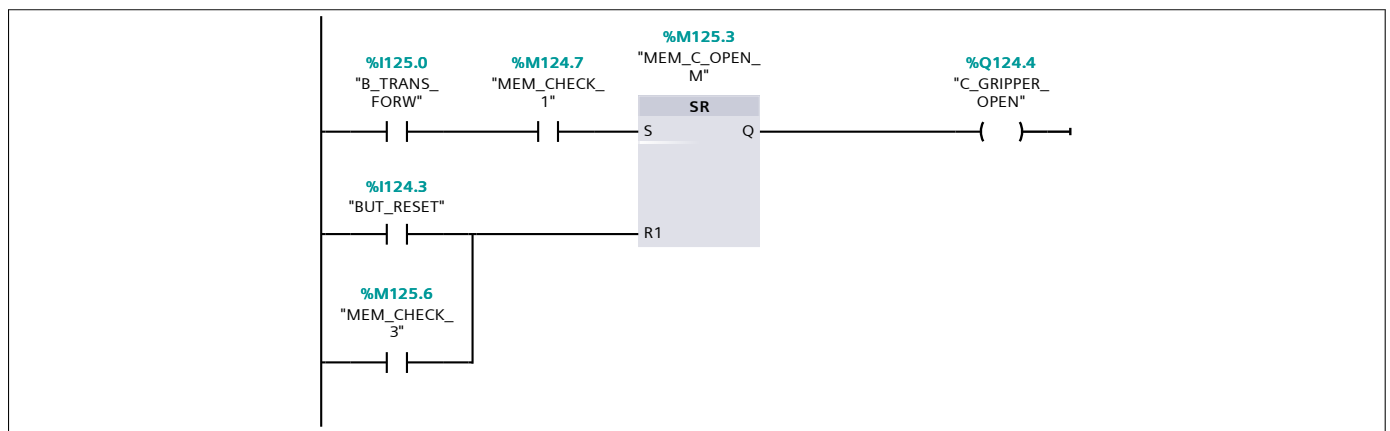 %M125.3
"MEM_C_OPEN_
M"
%I125.0
"B_TRANS_
FORW"
%M124.7
"MEM_CHECK_
1"
%Q124.4
"C_GRIPPER_
OPEN"
SR
S
Q
%I124.3
"BUT_RESET"
R1
%M125.6
"MEM_CHECK_
3"